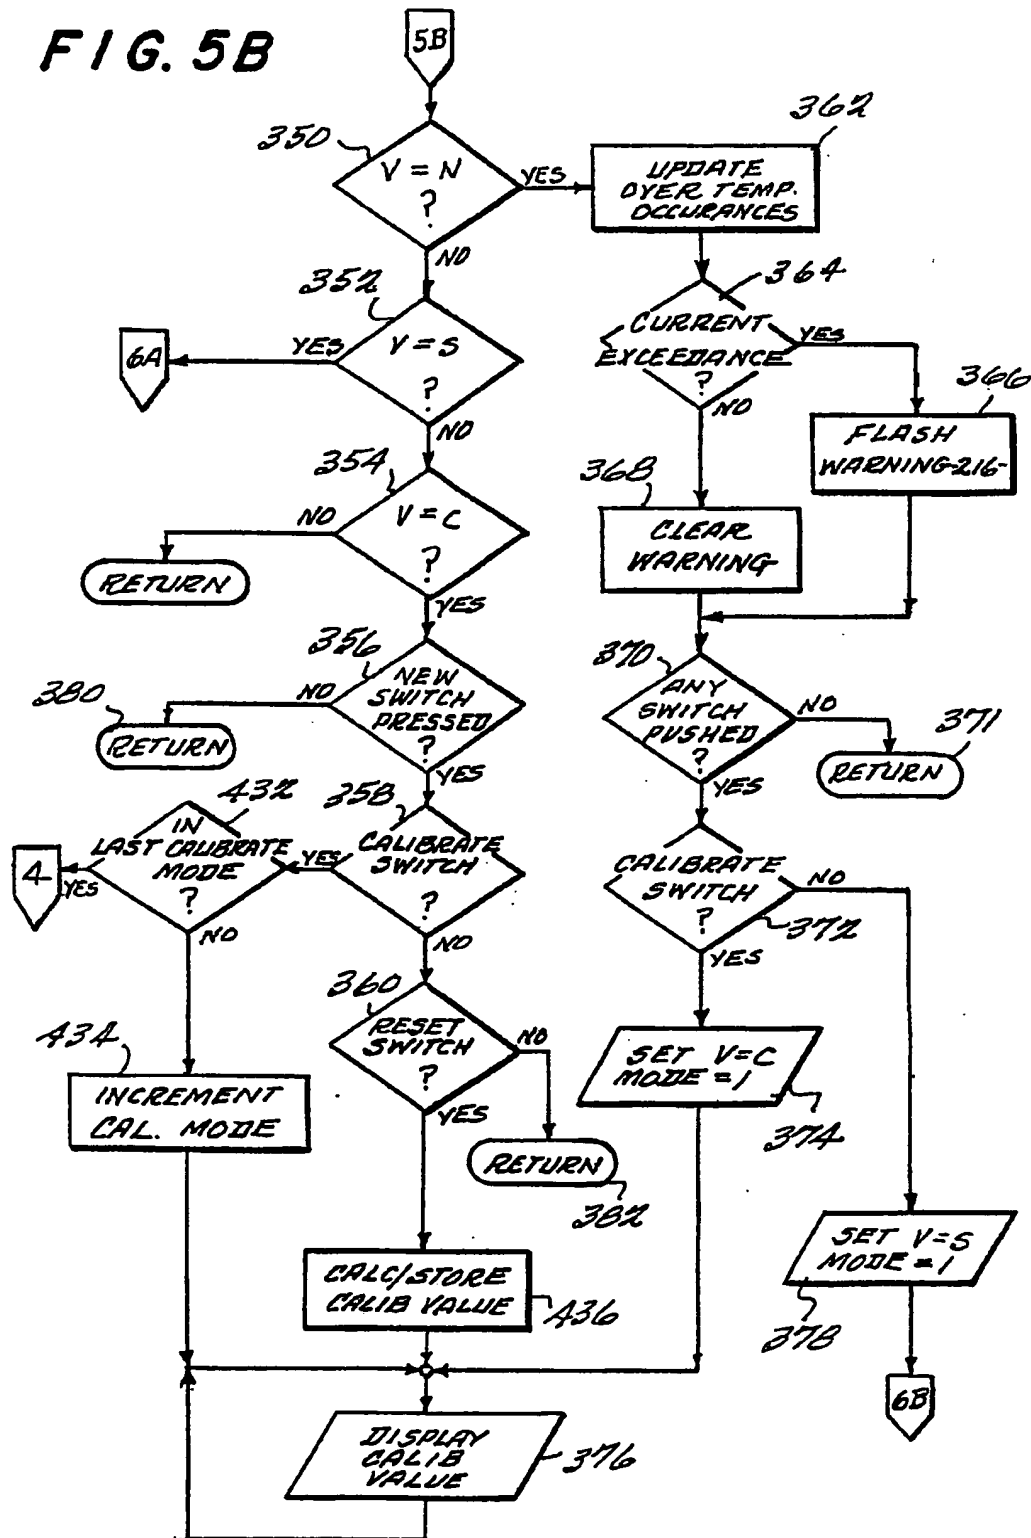 FIG. 5B
5B
350
V = N
?
YES
NO
362
UPDATE
OVER TEMP.
OCCURANCES
352
V = S
?
YES
NO
6A
364
CURRENT
EXCEEDANCE
?
YES
NO
366
FLASH
WARNING-216-
354
V = C
?
NO
YES
RETURN
368
CLEAR
WARNING
356
NEW
SWITCH
PRESSED
?
NO
YES
380
RETURN
370
ANY
SWITCH
PUSHED
?
NO
YES
371
RETURN
432
IN
LAST CALIBRATE
MODE
?
YES
NO
4
358
CALIBRATE
SWITCH
?
YES
NO
CALIBRATE
SWITCH
?
NO
YES
372
360
RESET
SWITCH
?
NO
YES
434
INCREMENT
CAL. MODE
SET V=C
MODE = 1
374
RETURN
382
CALC/STORE
CALIB VALUE
436
SET V=S
MODE = 1
378
6B
DISPLAY
CALIB
VALUE
376